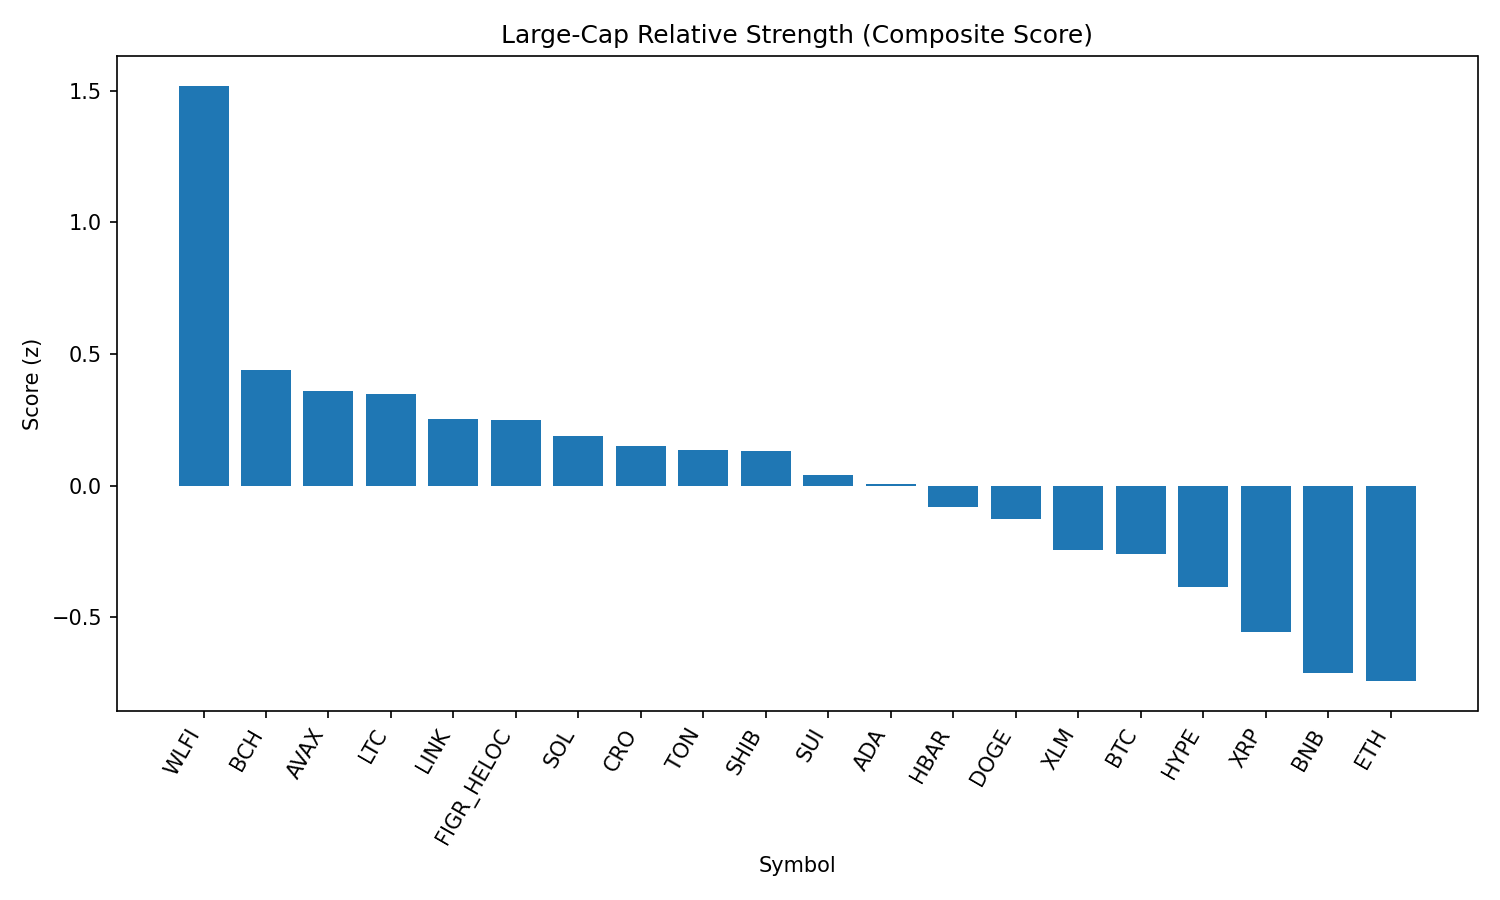 Large-Cap Relative Strength (Composite Score)
Score (z)
1.5
1.0
0.5
0.0
−0.5
WLFI
BCH
AVAX
LTC
LINK
FIGR_HELOC
SOL
CRO
TON
SHIB
SUI
ADA
HBAR
DOGE
XLM
BTC
HYPE
XRP
BNB
ETH
Symbol